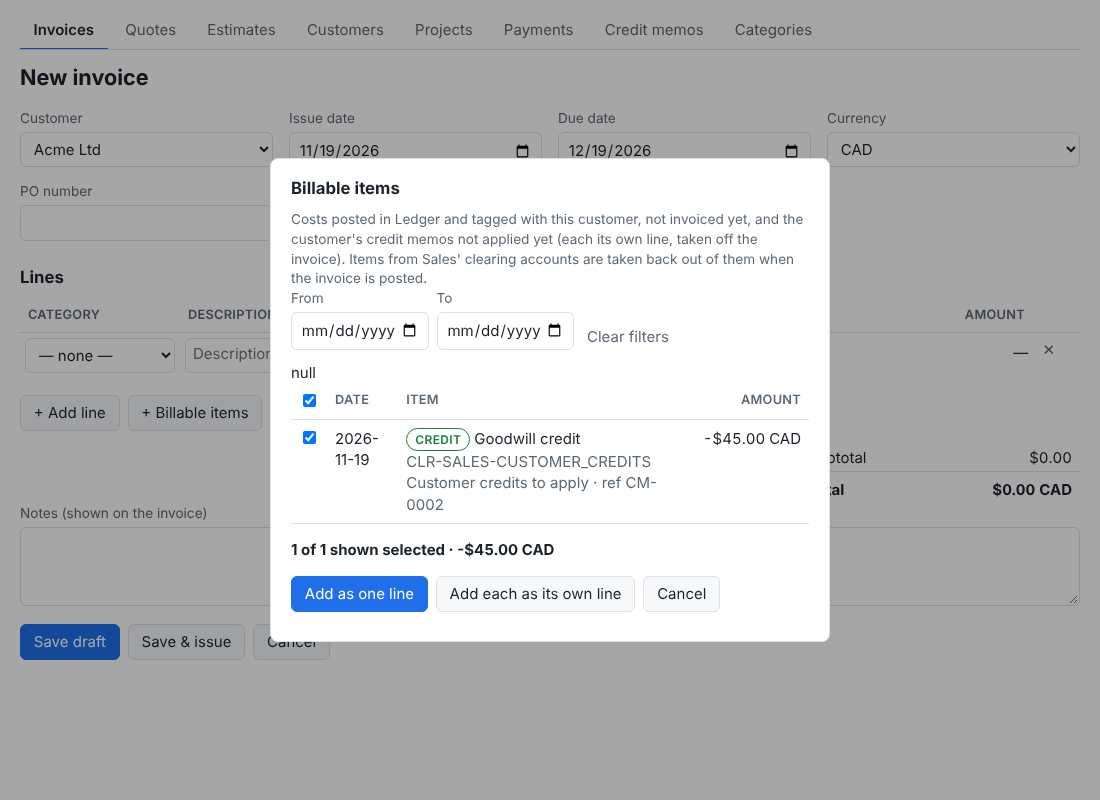 Invoices Quotes Estimates Customers Projects Payments Credit memos Categories
New invoice
Customer Issue date Due date Currency
Acme Ltd 11/19/2026 12/19/2026 CAD
PO number
Billable items
Costs posted in Ledger and tagged with this customer, not invoiced yet, and the
customer's credit memos not applied yet (each its own line, taken off the
invoice). Items from Sales' clearing accounts are taken back out of them when
the invoice is posted.
From To
mm/dd/yyyy mm/dd/yyyy Clear filters
null
DATE ITEM AMOUNT
2026-
11-19
CREDIT Goodwill credit -$45.00 CAD
CLR-SALES-CUSTOMER_CREDITS
Customer credits to apply · ref CM-
0002
1 of 1 shown selected · -$45.00 CAD
Add as one line Add each as its own line Cancel
Lines
CATEGORY DESCRIPTION AMOUNT
— none — Description — ✕
+ Add line + Billable items
btotal $0.00
tal $0.00 CAD
Notes (shown on the invoice)
Save draft Save & issue Cancel